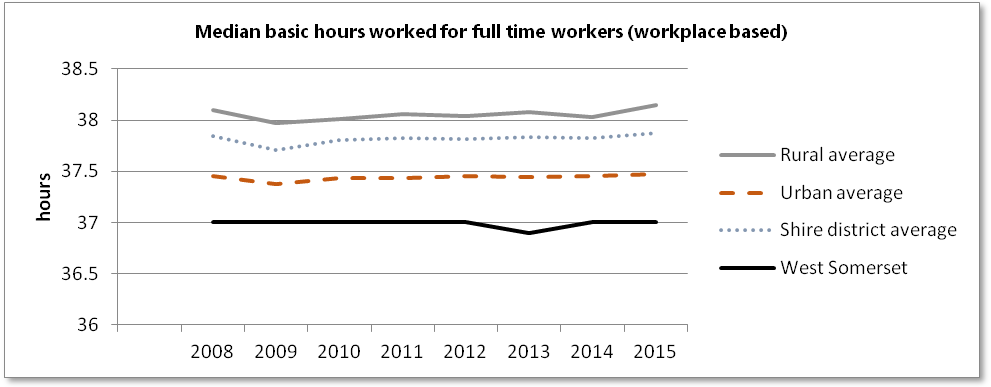 Median basic hours worked for full time workers (workplace based)
38.5
38
37.5
37
36.5
36
hours
2008 2009 2010 2011 2012 2013 2014 2015
Rural average
Urban average
Shire district average
West Somerset